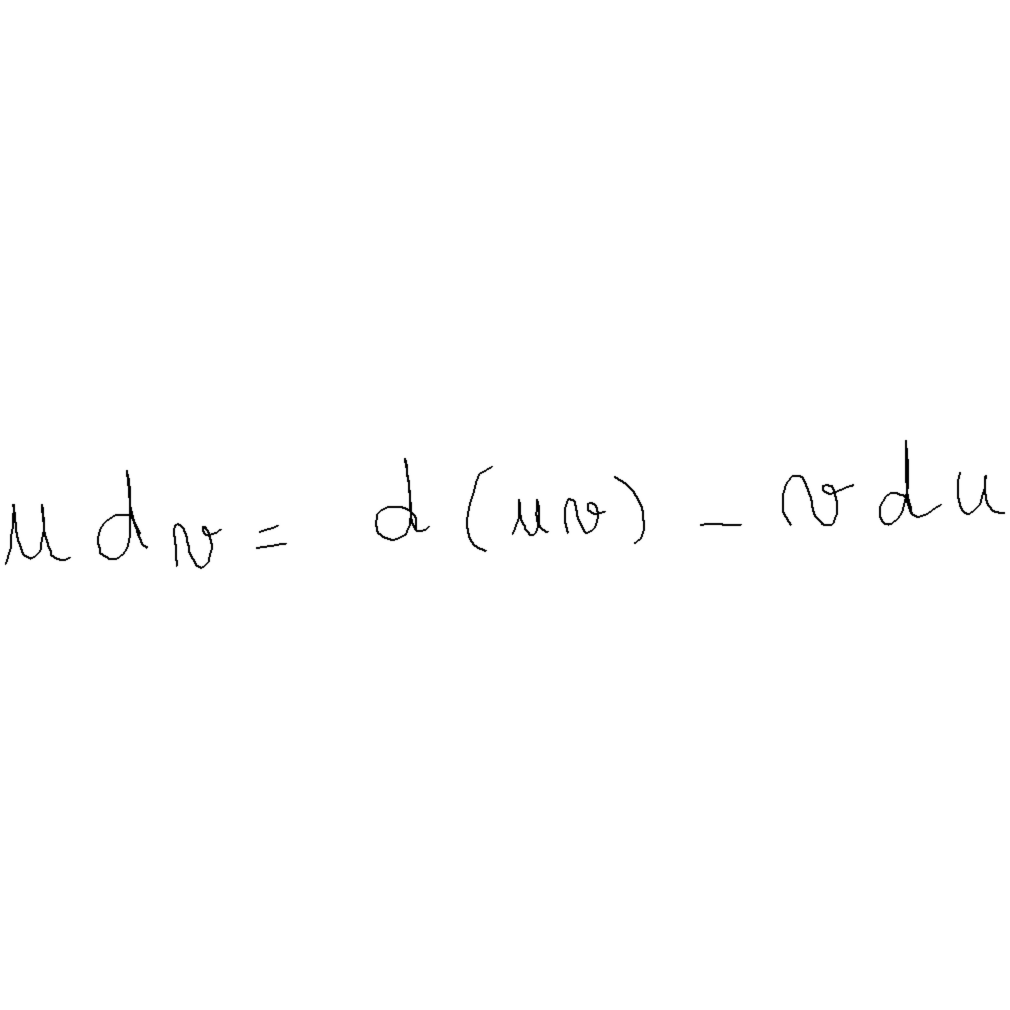 u dv = d(uv) - v du